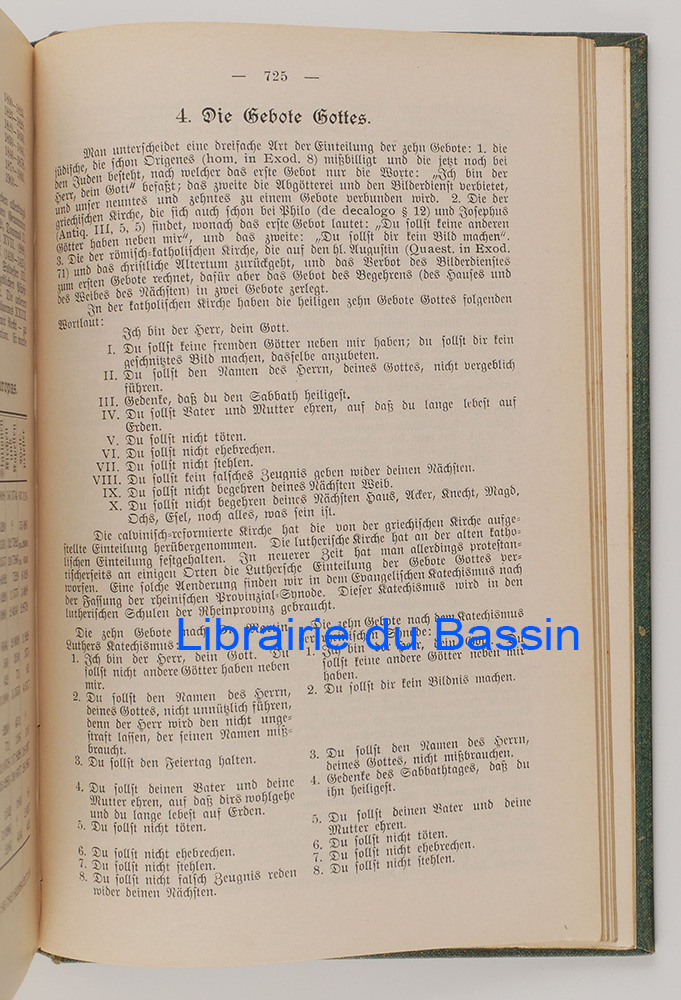 — 725 —
4. Die Gebote Gottes.
Man unterscheidet eine dreifache Art der Einteilung der zehn Gebote: 1. die
jüdische, die schon Origenes (hom. in Exod. 8) mißbilligt und die jetzt noch bei
den Juden besteht, nach welcher das erste Gebot nur die Worte: „Ich bin der
Herr, dein Gott“ befaßt; das zweite die Abgötterei und den Bilderdienst verbietet,
und unser neuntes und zehntes zu einem Gebote verbunden wird. 2. Die der
griechischen Kirche, die sich auch schon bei Philo (de decalogo § 12) und Josephus
(Antiq. III, 5, 5) findet, wonach das erste Gebot lautet: „Du sollst keine anderen
Götter haben neben mir“, und das zweite: „Du sollst dir kein Bild machen“.
3. Die der römisch-katholischen Kirche, die auf den hl. Augustin (Quaest. in Exod.
71) und das christliche Altertum zurückgeht, und das Verbot des Bilderdienstes
zum ersten Gebote rechnet, dafür aber das Gebot des Begehrens (des Hauses und
des Weibes des Nächsten) in zwei Gebote zerlegt.
In der katholischen Kirche haben die heiligen zehn Gebote Gottes folgenden
Wortlaut:
Ich bin der Herr, dein Gott.
I. Du sollst keine fremden Götter neben mir haben; du sollst dir kein
geschnitztes Bild machen, dasselbe anzubeten.
II. Du sollst den Namen des Herrn, deines Gottes, nicht vergeblich
führen.
III. Gedenke, daß du den Sabbath heiligest.
IV. Du sollst Vater und Mutter ehren, auf daß du lange lebest auf
Erden.
V. Du sollst nicht töten.
VI. Du sollst nicht ehebrechen.
VII. Du sollst nicht stehlen.
VIII. Du sollst kein falsches Zeugnis geben wider deinen Nächsten.
IX. Du sollst nicht begehren deines Nächsten Weib.
X. Du sollst nicht begehren deines Nächsten Haus, Acker, Knecht, Magd,
Ochs, Esel, noch alles, was sein ist.
Die calvinisch-reformierte Kirche hat die von der griechischen Kirche aufge-
stellte Einteilung herübergenommen. Die lutherische Kirche hat an der alten katho-
lischen Einteilung festgehalten. In neuerer Zeit hat man allerdings protestan-
tischerseits an einigen Orten die Luthersche Einteilung der Gebote Gottes ver-
worfen. Eine solche Aenderung finden wir in dem Evangelischen Katechismus nach
der Fassung der rheinischen Provinzial-Synode. Dieser Katechismus wird in den
lutherischen Schulen der Rheinprovinz gebraucht.
Die zehn Gebote nach Martin
Luthers Katechismus:
1. Ich bin der Herr, dein Gott. Du
sollst nicht andere Götter haben neben
mir.
2. Du sollst den Namen des Herrn,
deines Gottes, nicht unnützlich führen,
denn der Herr wird den nicht unge-
straft lassen, der seinen Namen miß-
braucht.
3. Du sollst den Feiertag halten.
4. Du sollst deinen Vater und deine
Mutter ehren, auf daß dirs wohlgehe
und du lange lebest auf Erden.
5. Du sollst nicht töten.
6. Du sollst nicht ehebrechen.
7. Du sollst nicht stehlen.
8. Du sollst nicht falsch Zeugnis reden
wider deinen Nächsten.
Die zehn Gebote nach dem Katechismus
Synode:
1. Ich bin der Herr, dein Gott. Du
sollst keine andere Götter neben mir
haben.
2. Du sollst dir kein Bildnis machen.
3. Du sollst den Namen des Herrn,
deines Gottes, nicht mißbrauchen.
4. Gedenke des Sabbathtages, daß du
ihn heiligest.
5. Du sollst deinen Vater und deine
Mutter ehren.
6. Du sollst nicht töten.
7. Du sollst nicht ehebrechen.
8. Du sollst nicht stehlen.
Librairie du Bassin